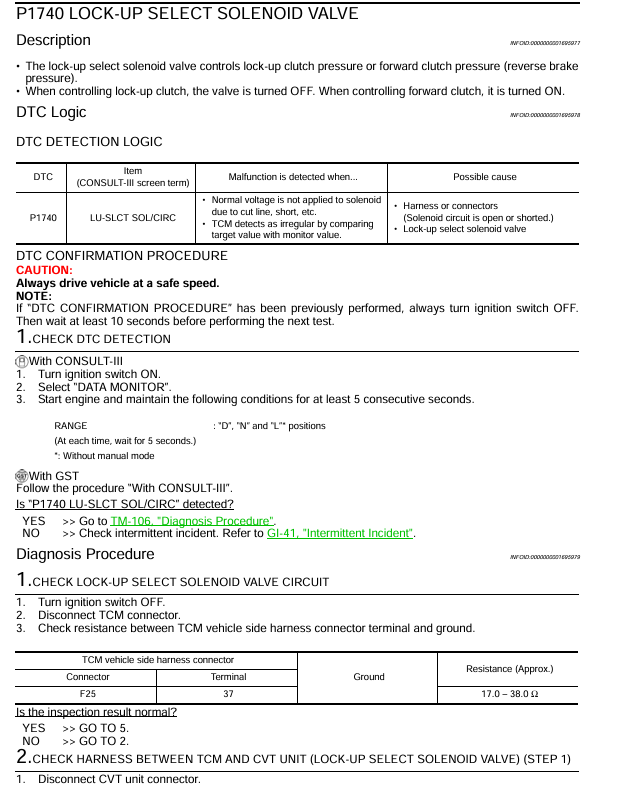 P1740 LOCK-UP SELECT SOLENOID VALVE
Description
INFOID:0000000001695977
• The lock-up select solenoid valve controls lock-up clutch pressure or forward clutch pressure (reverse brake
pressure).
• When controlling lock-up clutch, the valve is turned OFF. When controlling forward clutch, it is turned ON.
DTC Logic
INFOID:0000000001695978
DTC DETECTION LOGIC
DTC
Item
(CONSULT-III screen term)
Malfunction is detected when...
Possible cause
P1740
LU-SLCT SOL/CIRC
• Normal voltage is not applied to solenoid
due to cut line, short, etc.
• TCM detects as irregular by comparing
target value with monitor value.
• Harness or connectors
(Solenoid circuit is open or shorted.)
• Lock-up select solenoid valve
DTC CONFIRMATION PROCEDURE
CAUTION:
Always drive vehicle at a safe speed.
NOTE:
If "DTC CONFIRMATION PROCEDURE" has been previously performed, always turn ignition switch OFF.
Then wait at least 10 seconds before performing the next test.
1.CHECK DTC DETECTION
With CONSULT-III
1. Turn ignition switch ON.
2. Select "DATA MONITOR".
3. Start engine and maintain the following conditions for at least 5 consecutive seconds.
RANGE : "D", "N" and "L"* positions
(At each time, wait for 5 seconds.)
*: Without manual mode
With GST
Follow the procedure "With CONSULT-III".
Is "P1740 LU-SLCT SOL/CIRC" detected?
YES >> Go to TM-106, "Diagnosis Procedure".
NO >> Check intermittent incident. Refer to GI-41, "Intermittent Incident".
Diagnosis Procedure
INFOID:0000000001695979
1.CHECK LOCK-UP SELECT SOLENOID VALVE CIRCUIT
1. Turn ignition switch OFF.
2. Disconnect TCM connector.
3. Check resistance between TCM vehicle side harness connector terminal and ground.
TCM vehicle side harness connector
Connector
Terminal
Ground
Resistance (Approx.)
F25
37
17.0 – 38.0 Ω
Is the inspection result normal?
YES >> GO TO 5.
NO >> GO TO 2.
2.CHECK HARNESS BETWEEN TCM AND CVT UNIT (LOCK-UP SELECT SOLENOID VALVE) (STEP 1)
1. Disconnect CVT unit connector.